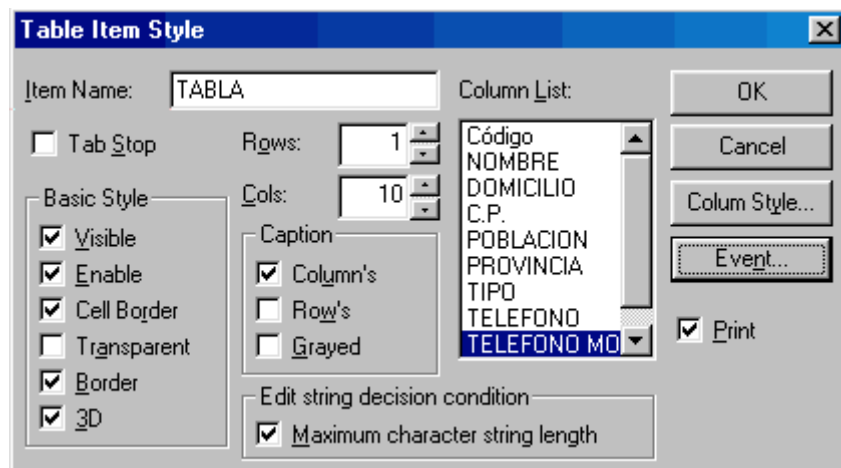 Table Item Style
Item Name: TABLA
Column List:
OK
Tab Stop
Rows: 1
Cancel
Cols: 10
Colum Style...
Event...
Print
Basic Style
Visible
Enable
Cell Border
Transparent
Border
3D
Caption
Column's
Row's
Grayed
Código
NOMBRE
DOMICILIO
C.P.
POBLACION
PROVINCIA
TIPO
TELEFONO
TELEFONO MO
Edit string decision condition
Maximum character string length